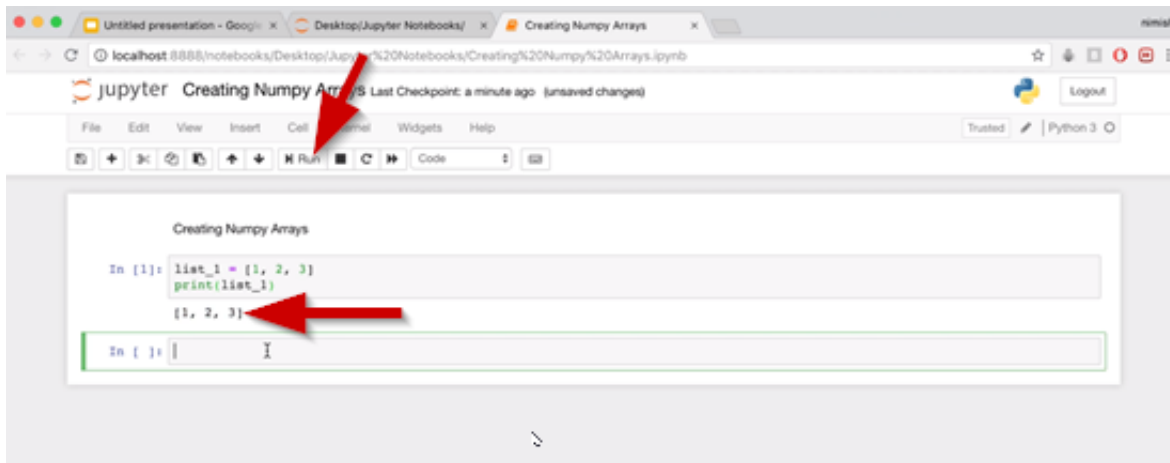 Untitled presentation - Google
Desktop/Jupyter Notebooks/
Creating Numpy Arrays
nimish
localhost:8888/notebooks/Desktop/Jupyter%20Notebooks/Creating%20Numpy%20Arrays.ipynb
jupyter Creating Numpy Arrays Last Checkpoint: a minute ago (unsaved changes)
Logout
File Edit View Insert Cell Kernel Widgets Help
Trusted Python 3
Run Code
Creating Numpy Arrays
In [1]: list_1 = [1, 2, 3]
print(list_1)
[1, 2, 3]
In [ ]: